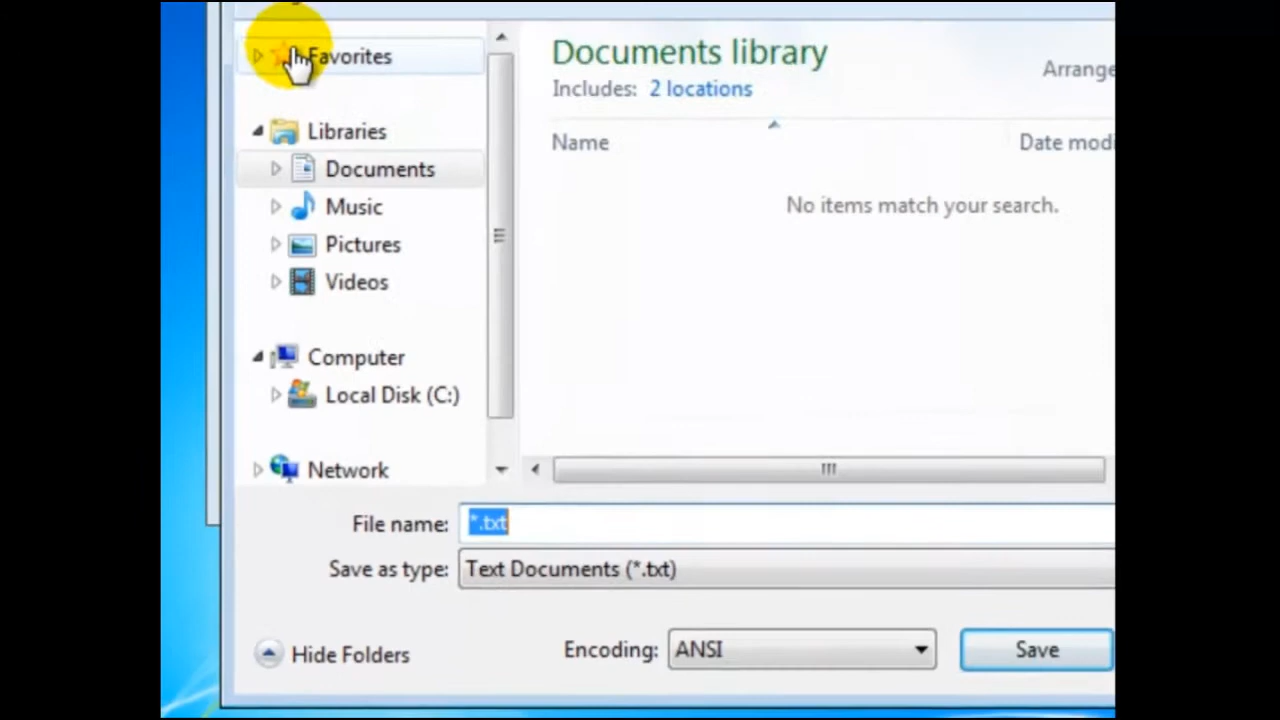 Favorites
Libraries
Documents
Music
Pictures
Videos
Computer
Local Disk (C:)
Network
Documents library
Includes: 2 locations
Arrange
Name
Date modi
No items match your search.
File name: *.txt
Save as type: Text Documents (*.txt)
Hide Folders
Encoding: ANSI
Save